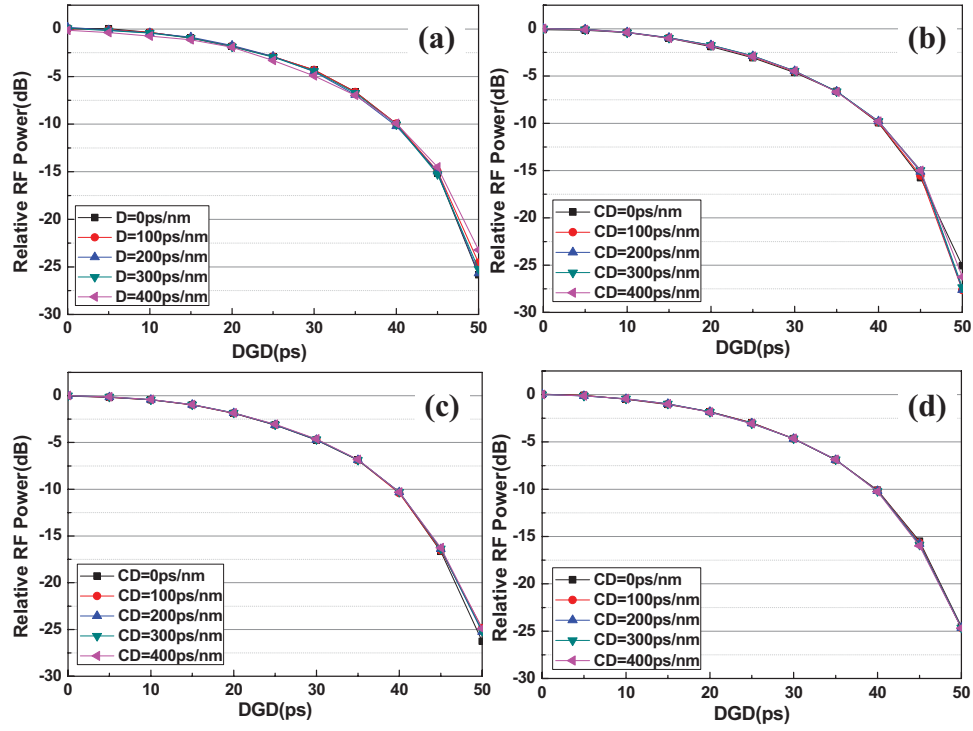 (a)
Relative RF Power(dB)
0
-5
-10
-15
-20
-25
-30
D=0ps/nm
D=100ps/nm
D=200ps/nm
D=300ps/nm
D=400ps/nm
0 10 20 30 40 50
DGD(ps)
(b)
Relative RF Power(dB)
0
-5
-10
-15
-20
-25
-30
CD=0ps/nm
CD=100ps/nm
CD=200ps/nm
CD=300ps/nm
CD=400ps/nm
0 10 20 30 40 50
DGD(ps)
(c)
Relative RF Power(dB)
0
-5
-10
-15
-20
-25
-30
CD=0ps/nm
CD=100ps/nm
CD=200ps/nm
CD=300ps/nm
CD=400ps/nm
0 10 20 30 40 50
DGD(ps)
(d)
Relative RF Power(dB)
0
-5
-10
-15
-20
-25
-30
CD=0ps/nm
CD=100ps/nm
CD=200ps/nm
CD=300ps/nm
CD=400ps/nm
0 10 20 30 40 50
DGD(ps)